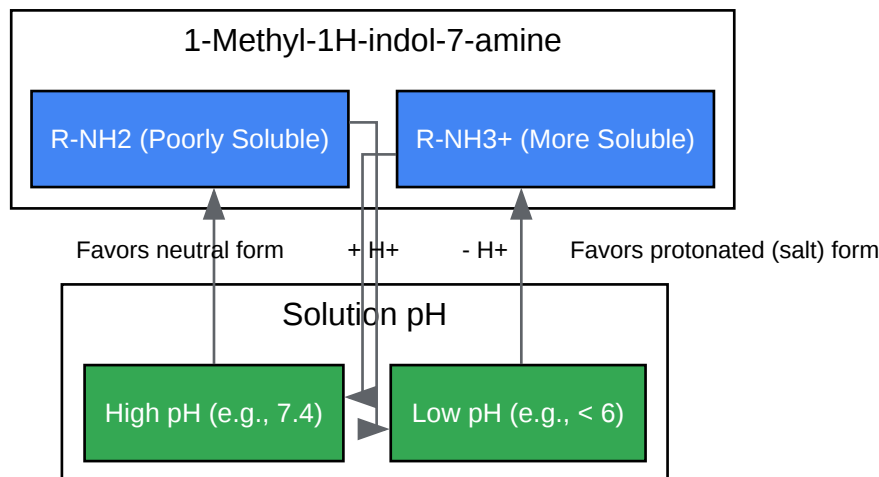 1-Methyl-1H-indol-7-amine
R-NH2 (Poorly Soluble)
R-NH3+ (More Soluble)
Favors neutral form
+ H+
- H+
Favors protonated (salt) form
Solution pH
High pH (e.g., 7.4)
Low pH (e.g., < 6)